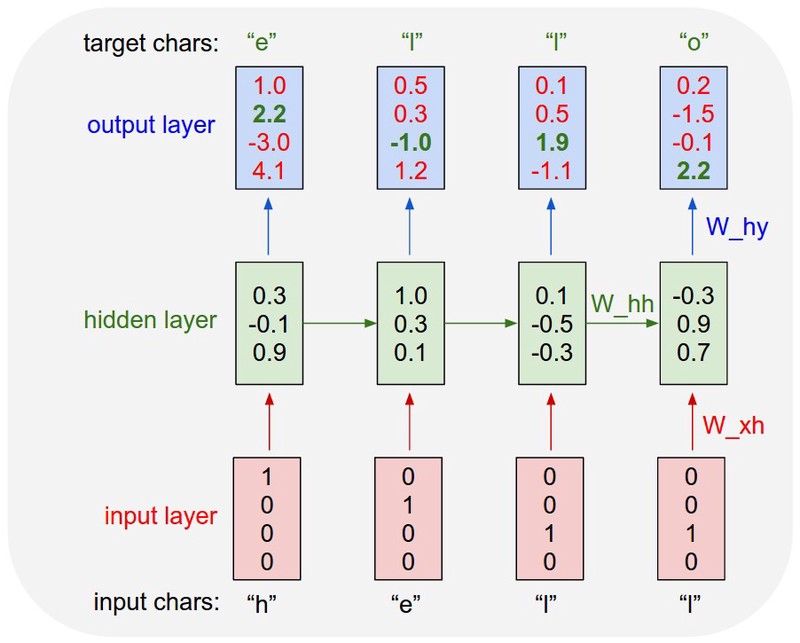 target chars: “e” “l” “l” “o”
1.0 0.5 0.1 0.2
2.2 0.3 0.5 -1.5
output layer
-3.0 -1.0 1.9 -0.1
4.1 1.2 -1.1 2.2
W_hy
0.3 1.0 0.1 -0.3
W_hh
hidden layer -0.1 0.3 -0.5 0.9
0.9 0.1 -0.3 0.7
W_xh
1 0 0 0
0 1 0 0
input layer
0 0 1 1
0 0 0 0
input chars: “h” “e” “l” “l”